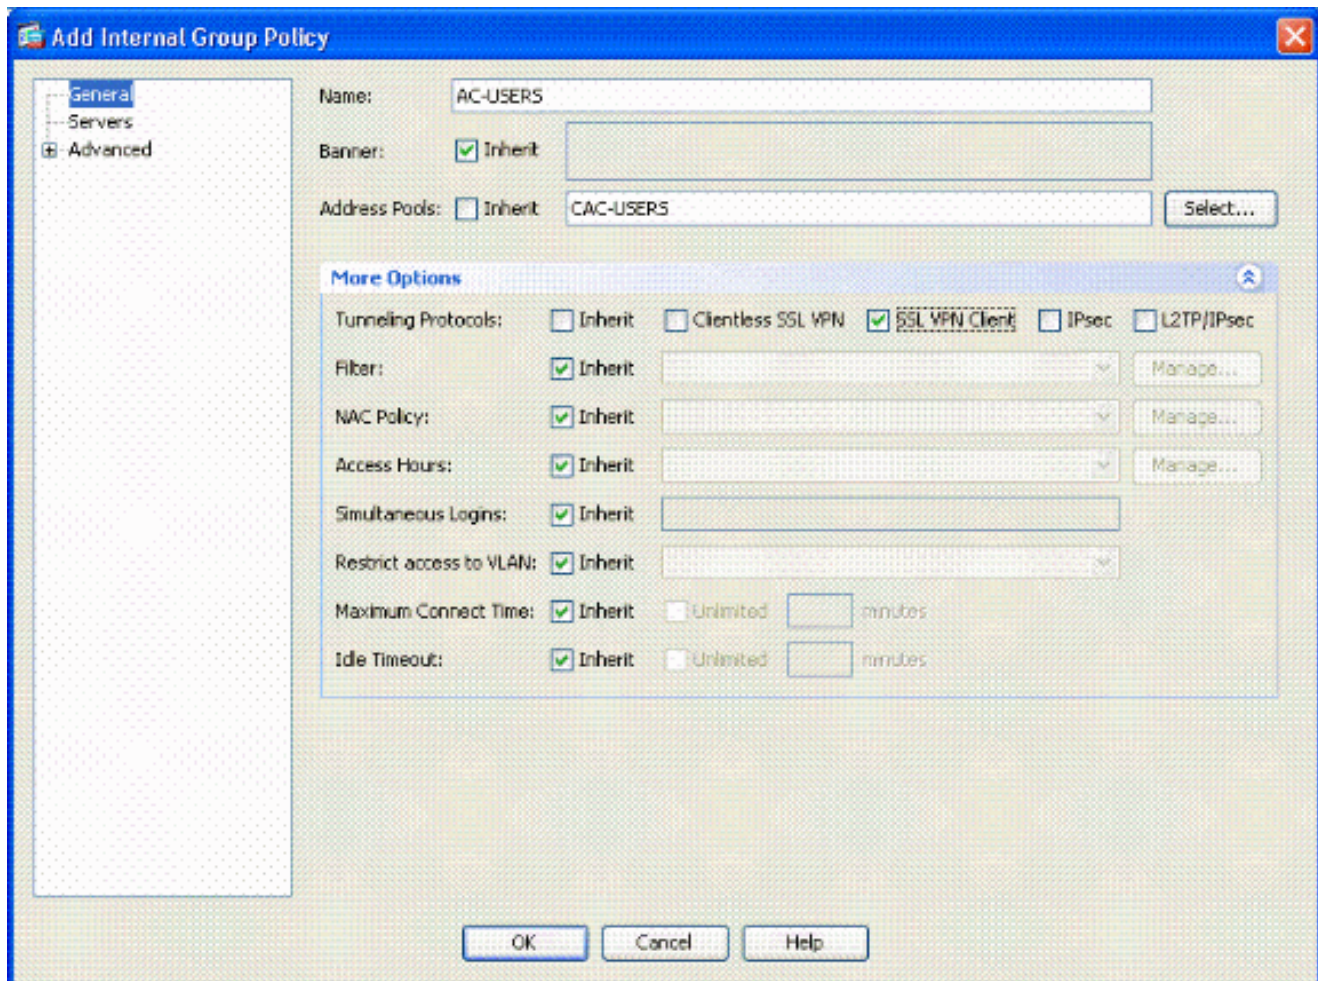 Add Internal Group Policy
General
Servers
Advanced
Name: AC-USERS
Banner: Inherit
Address Pools: Inherit CAC-USERS Select...
More Options
Tunneling Protocols: Inherit Clientless SSL VPN SSL VPN Client IPsec L2TP/IPsec
Filter: Inherit Manage...
NAC Policy: Inherit Manage...
Access Hours: Inherit Manage...
Simultaneous Logins: Inherit
Restrict access to VLAN: Inherit
Maximum Connect Time: Inherit Unlimited minutes
Idle Timeout: Inherit Unlimited minutes
OK Cancel Help